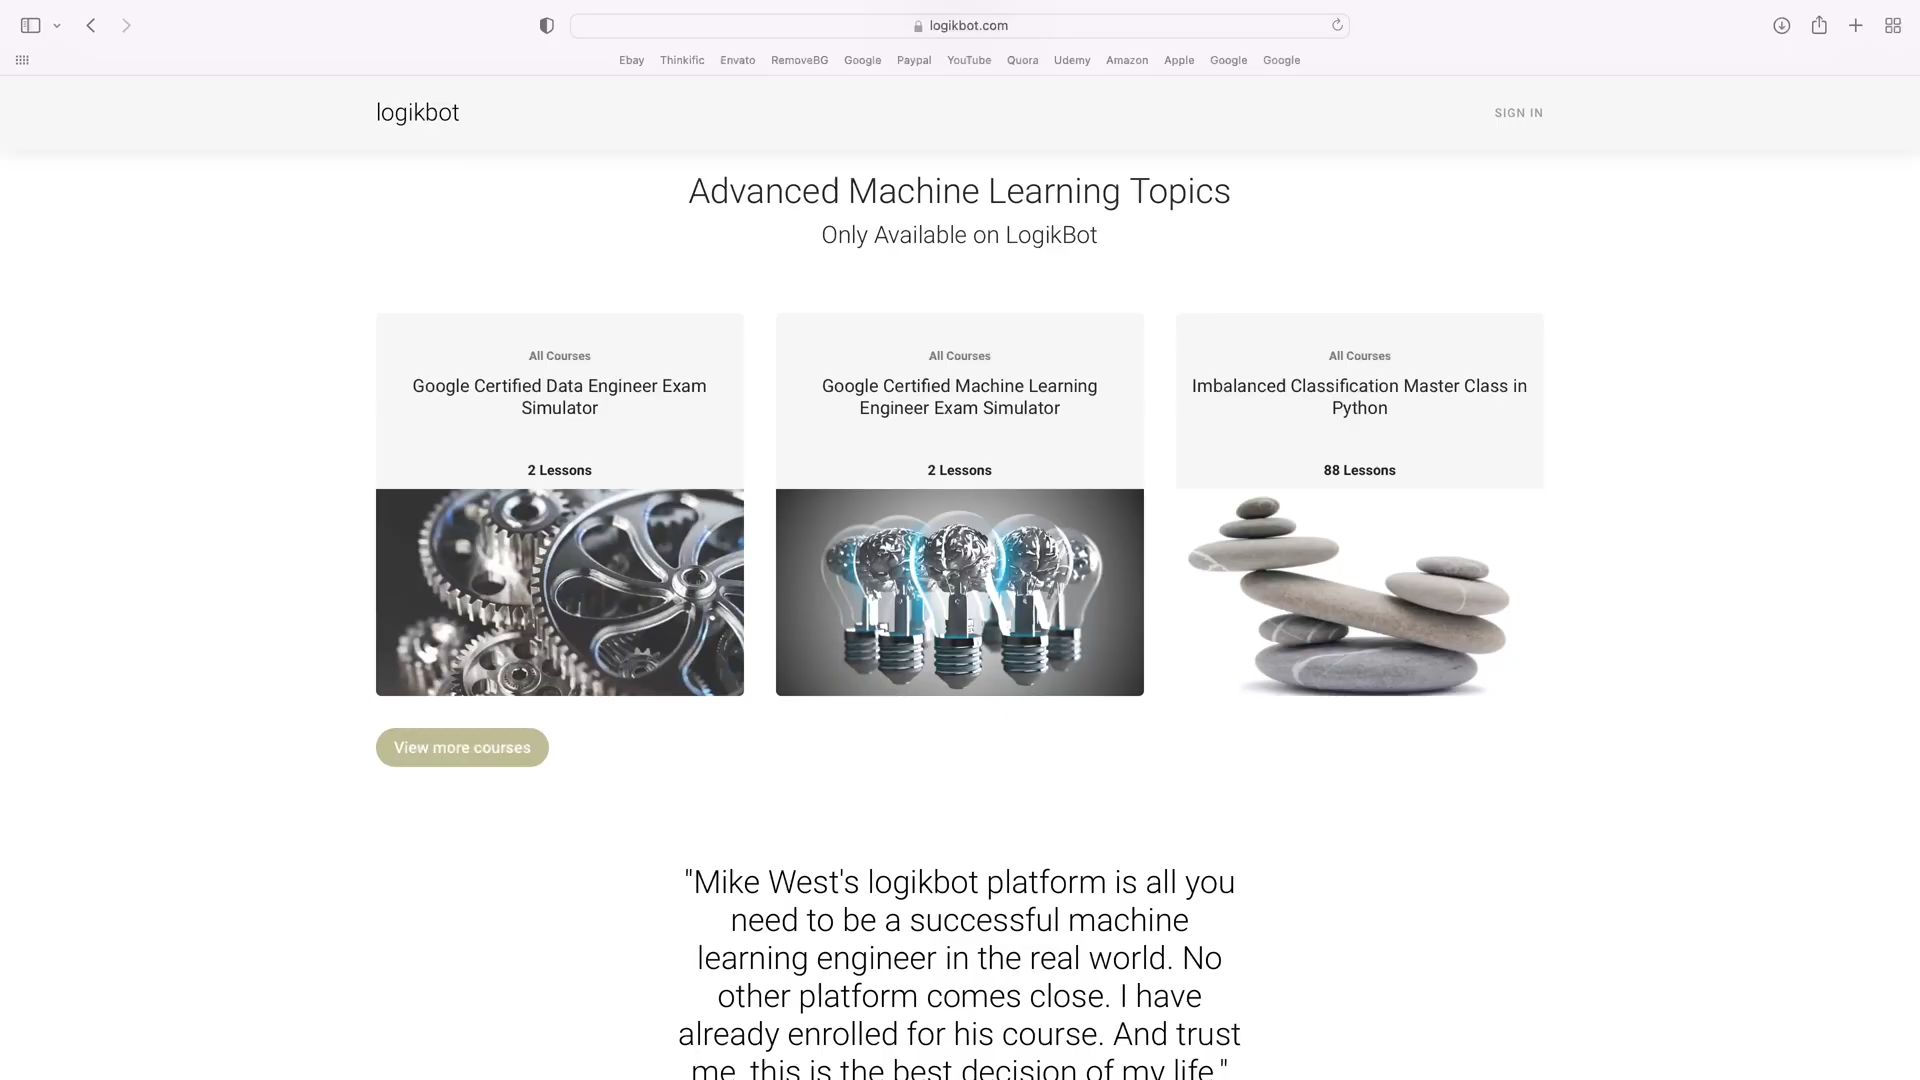 logikbot.com
Ebay Thinkific Envato RemoveBG Google Paypal YouTube Quora Udemy Amazon Apple Google Google
logikbot
SIGN IN
Advanced Machine Learning Topics
Only Available on LogikBot
All Courses
Google Certified Data Engineer Exam
Simulator
2 Lessons
All Courses
Google Certified Machine Learning
Engineer Exam Simulator
2 Lessons
All Courses
Imbalanced Classification Master Class in
Python
88 Lessons
View more courses
"Mike West's logikbot platform is all you
need to be a successful machine
learning engineer in the real world. No
other platform comes close. I have
already enrolled for his course. And trust
me, this is the best decision of my life."